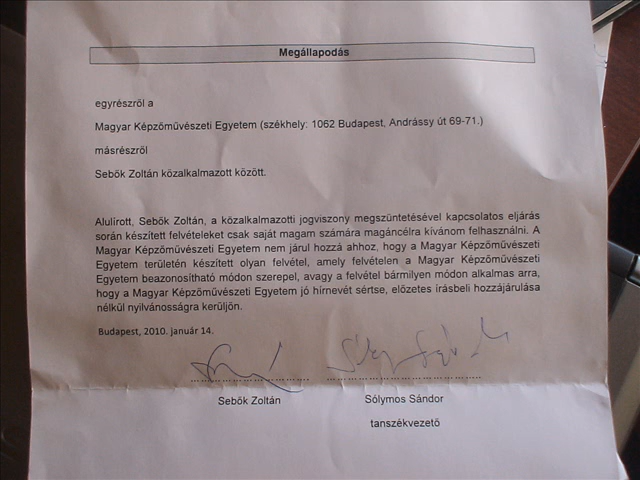 Megállapodás
egyrészről a
Magyar Képzőművészeti Egyetem (székhely: 1062 Budapest, Andrássy út 69-71.)
másrészről
Sebők Zoltán közalkalmazott között.
Alulírott, Sebők Zoltán, a közalkalmazotti jogviszony megszüntetésével kapcsolatos eljárás
során készített felvételeket csak saját magam számára magáncélra kívánom felhasználni. A
Magyar Képzőművészeti Egyetem nem járul hozzá ahhoz, hogy a Magyar Képzőművészeti
Egyetem területén készített olyan felvétel, amely felvételen a Magyar Képzőművészeti
Egyetem beazonosítható módon szerepel, avagy a felvétel bármilyen módon alkalmas arra,
hogy a Magyar Képzőművészeti Egyetem jó hírnevét sértse, előzetes írásbeli hozzájárulása
nélkül nyilvánosságra kerüljön.
Budapest, 2010. január 14.
Sebők Zoltán
Sólymos Sándor
tanszékvezető